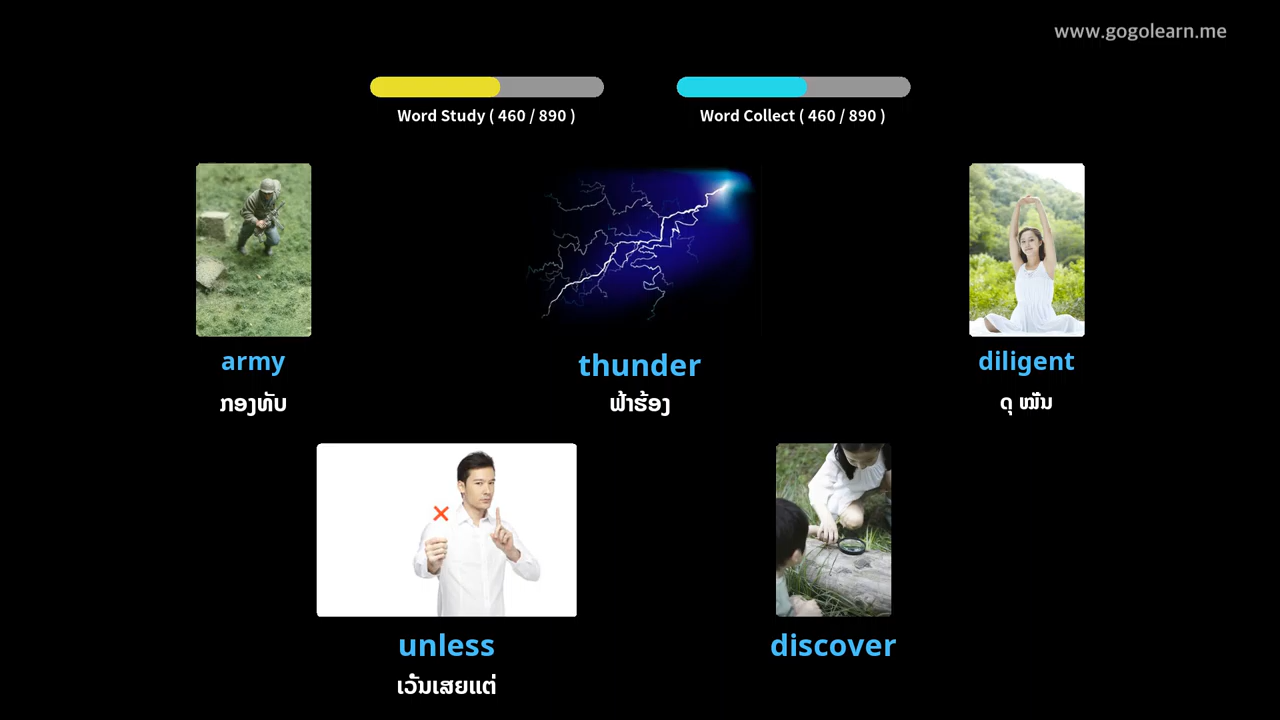 www.gogolearn.me
Word Study ( 460 / 890 )
Word Collect ( 460 / 890 )
army
ກອງທັບ
thunder
ຟ້າຮ້ອງ
diligent
ດຸ ໝັ່ນ
unless
ເວັ້ນເສຍແຕ່
discover